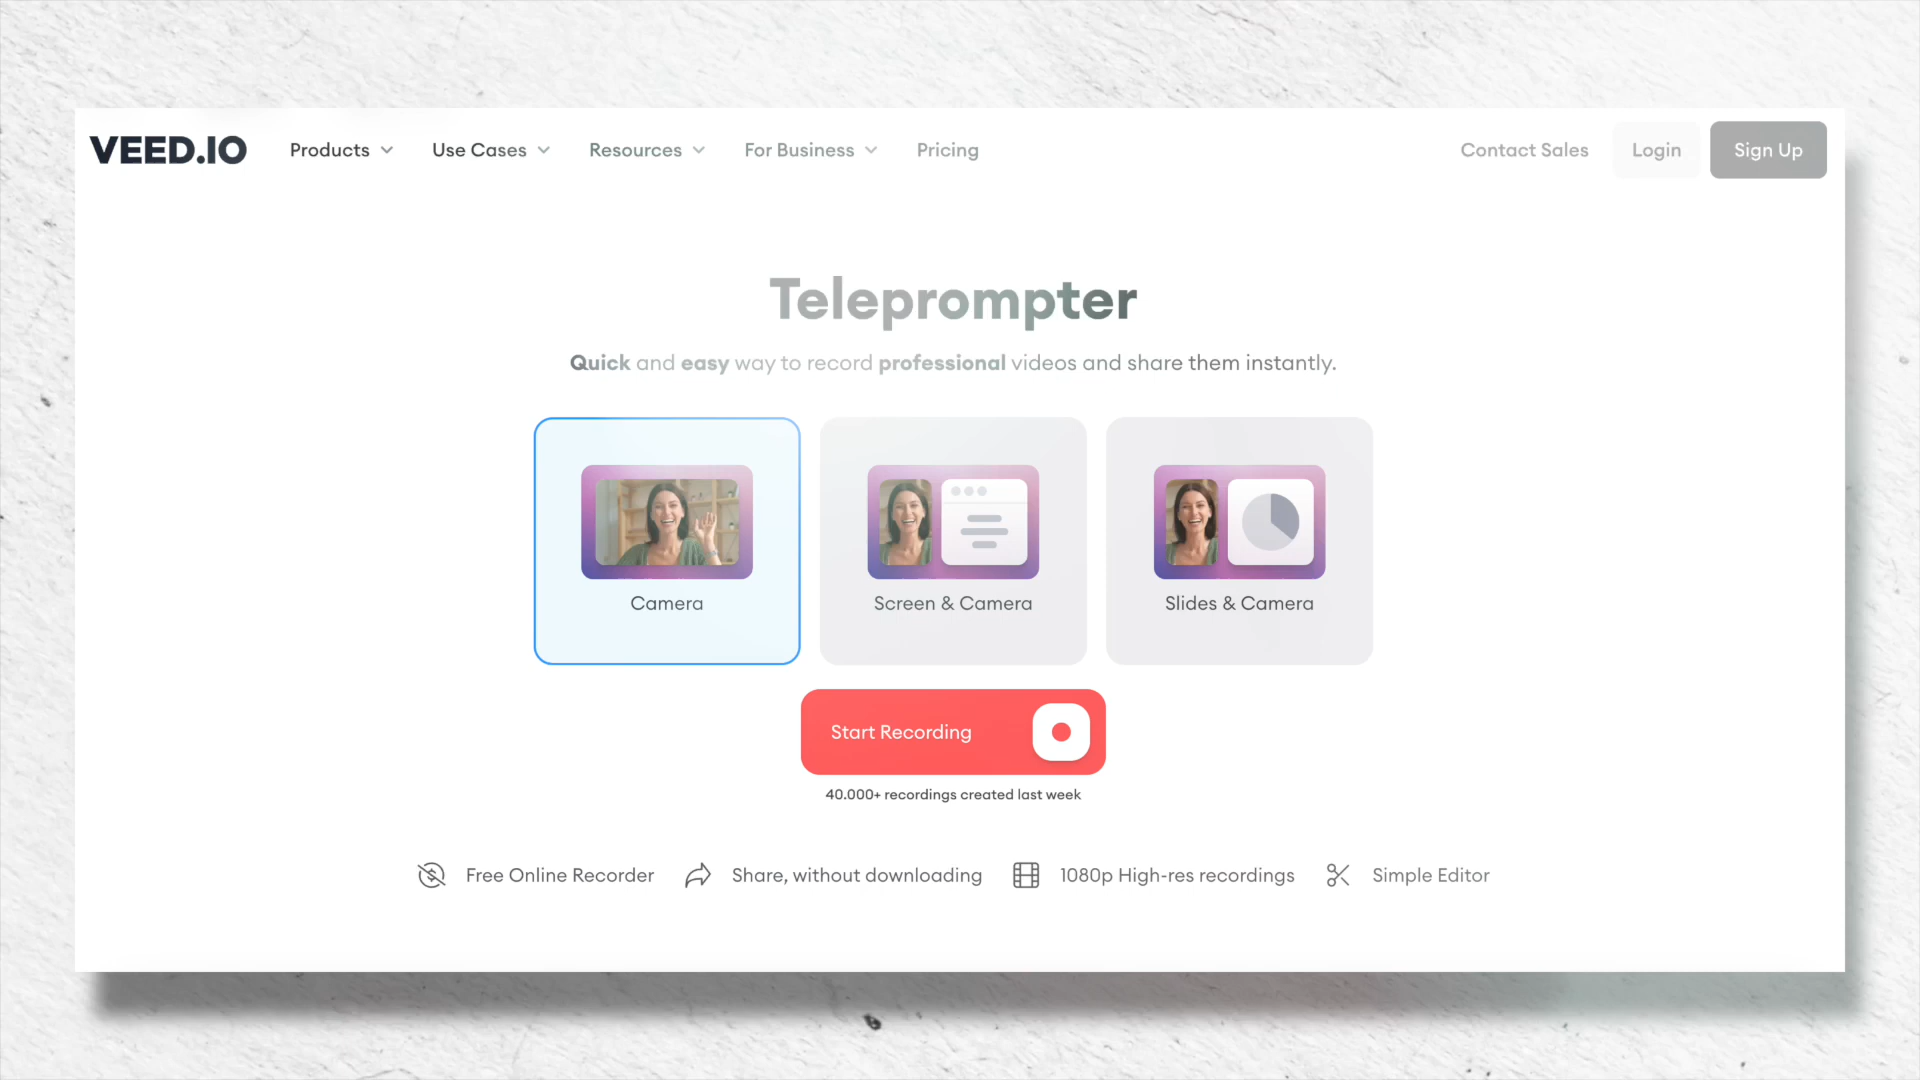 VEED.IO Products Use Cases Resources For Business Pricing Contact Sales Login Sign Up
Teleprompter
Quick and easy way to record professional videos and share them instantly.
Camera Screen & Camera Slides & Camera
Start Recording
40.000+ recordings created last week
Free Online Recorder Share, without downloading 1080p High-res recordings Simple Editor